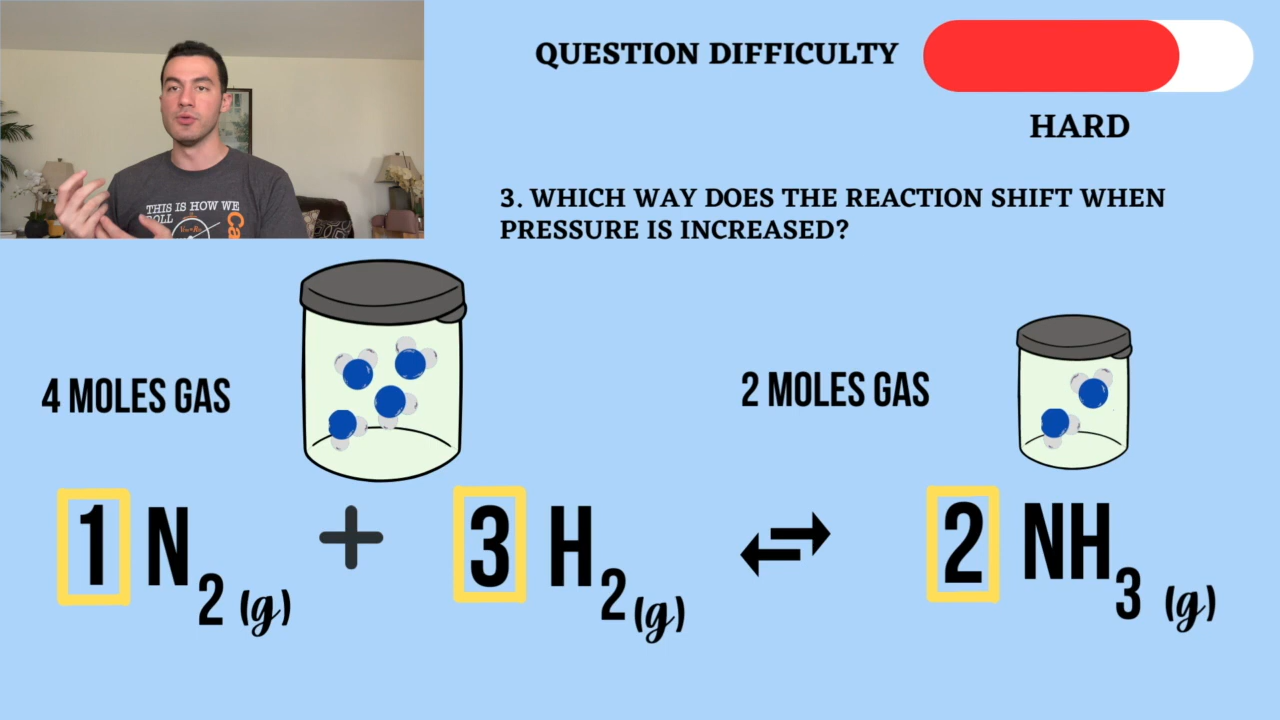 QUESTION DIFFICULTY
HARD
THIS IS HOW WE
ROLL
Ca
3. WHICH WAY DOES THE REACTION SHIFT WHEN
PRESSURE IS INCREASED?
4 MOLES GAS
2 MOLES GAS
1 N2 (g) + 3 H2 (g) ⇄ 2 NH3 (g)